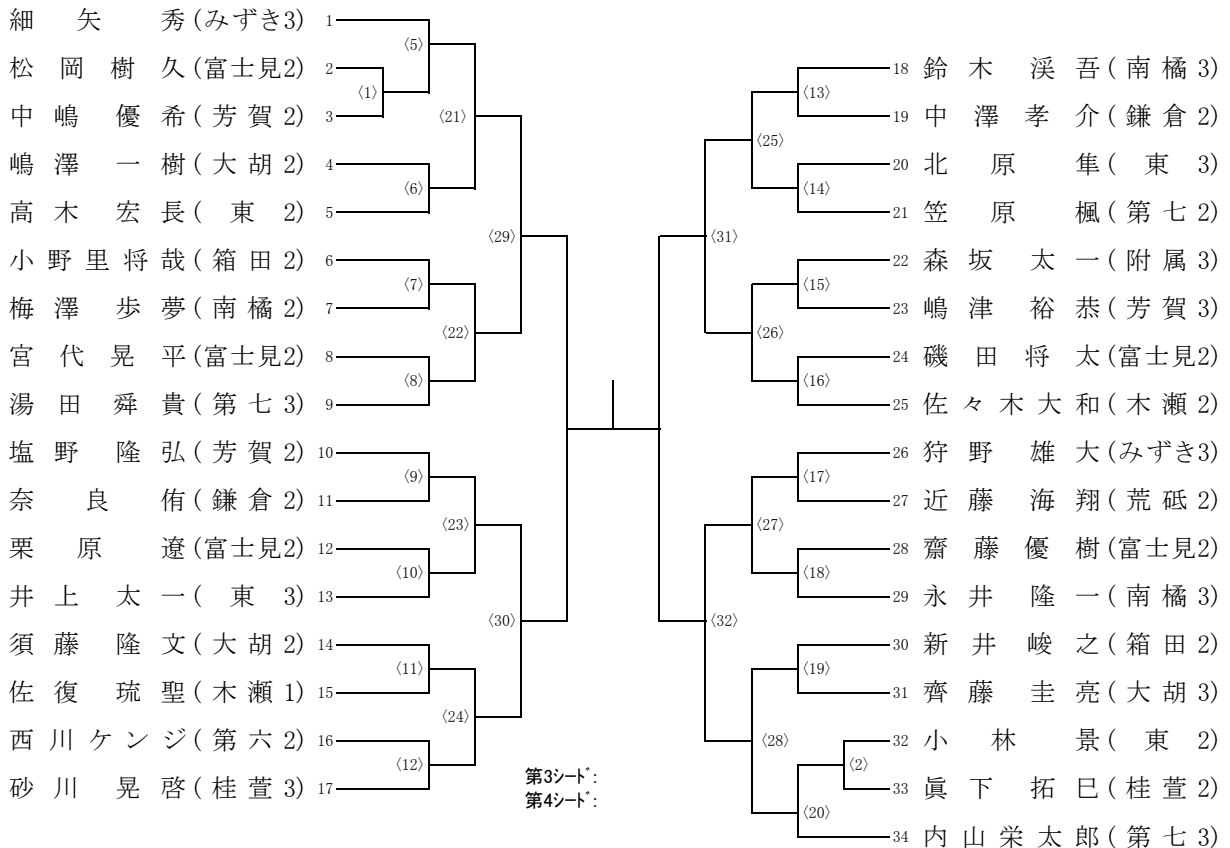 細矢秀(みずき3) 1
〈5〉
松岡樹久(富士見2) 2
〈1〉
中嶋優希(芳賀2) 3
〈21〉
嶋澤一樹(大胡2) 4
〈6〉
高木宏長(東2) 5
〈29〉
小野里将哉(箱田2) 6
〈7〉
梅澤歩夢(南橘2) 7
〈22〉
宮代晃平(富士見2) 8
〈8〉
湯田舜貴(第七3) 9
塩野隆弘(芳賀2) 10
〈9〉
奈良侑(鎌倉2) 11
〈23〉
栗原遼(富士見2) 12
〈10〉
井上太一(東3) 13
〈30〉
須藤隆文(大胡2) 14
〈11〉
佐復琉聖(木瀬1) 15
〈24〉
西川ケンジ(第六2) 16
〈12〉
砂川晃啓(桂萱3) 17
第3シード:
第4シード:
18 鈴木渓吾(南橘3)
〈13〉
19 中澤孝介(鎌倉2)
〈25〉
20 北原隼(東3)
〈14〉
21 笠原楓(第七2)
〈31〉
22 森坂太一(附属3)
〈15〉
23 嶋津裕恭(芳賀3)
〈26〉
24 磯田将太(富士見2)
〈16〉
25 佐々木大和(木瀬2)
26 狩野雄大(みずき3)
〈17〉
27 近藤海翔(荒砥2)
〈27〉
28 齋藤優樹(富士見2)
〈18〉
29 永井隆一(南橘3)
〈32〉
30 新井峻之(箱田2)
〈19〉
31 齊藤圭亮(大胡3)
〈28〉
32 小林景(東2)
〈2〉
33 眞下拓巳(桂萱2)
〈20〉
34 内山栄太郎(第七3)